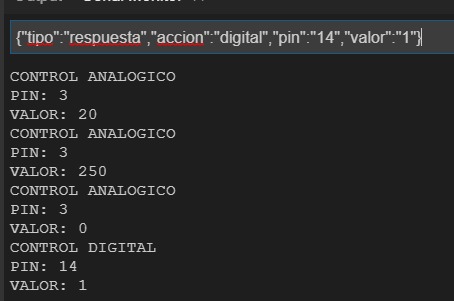 {"tipo":"respuesta","accion":"digital","pin":"14","valor":"1"}
CONTROL ANALOGICO
PIN: 3
VALOR: 20
CONTROL ANALOGICO
PIN: 3
VALOR: 250
CONTROL ANALOGICO
PIN: 3
VALOR: 0
CONTROL DIGITAL
PIN: 14
VALOR: 1